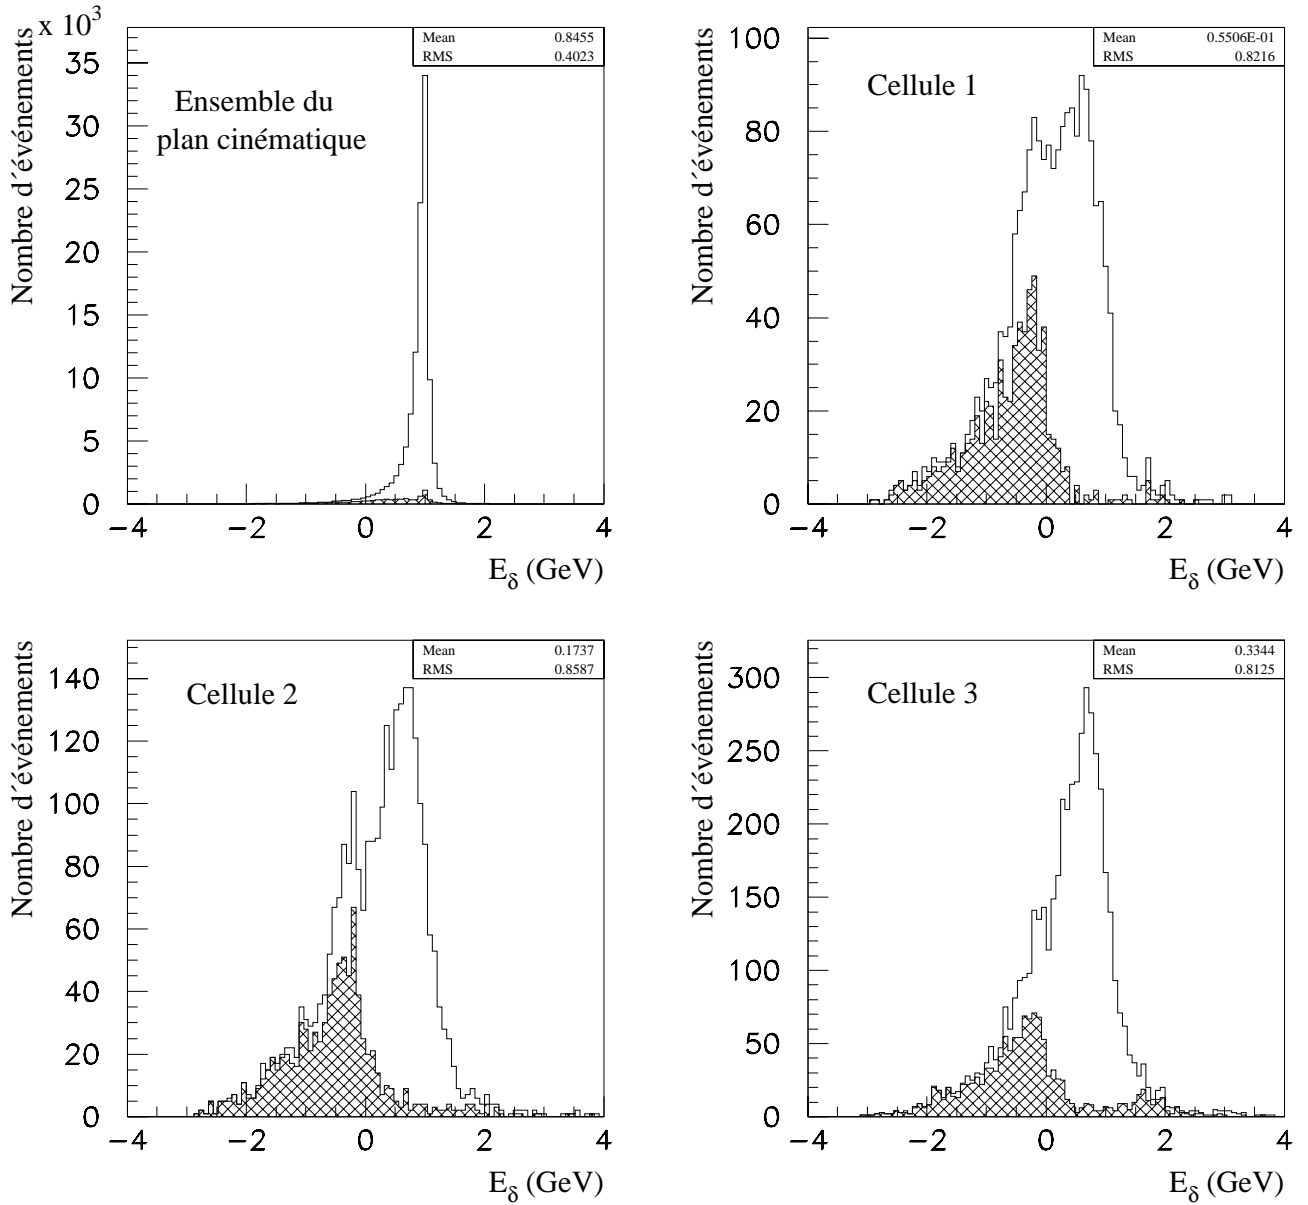 x 10³
Nombre d´événements
Mean 0.8455
RMS 0.4023
Ensemble du
plan cinématique
35
30
25
20
15
10
5
0
−4 −2 0 2 4
E_δ (GeV)
Nombre d´événements
Mean 0.5506E-01
RMS 0.8216
Cellule 1
100
80
60
40
20
0
−4 −2 0 2 4
E_δ (GeV)
Nombre d´événements
Mean 0.1737
RMS 0.8587
Cellule 2
140
120
100
80
60
40
20
0
−4 −2 0 2 4
E_δ (GeV)
Nombre d´événements
Mean 0.3344
RMS 0.8125
Cellule 3
300
250
200
150
100
50
0
−4 −2 0 2 4
E_δ (GeV)